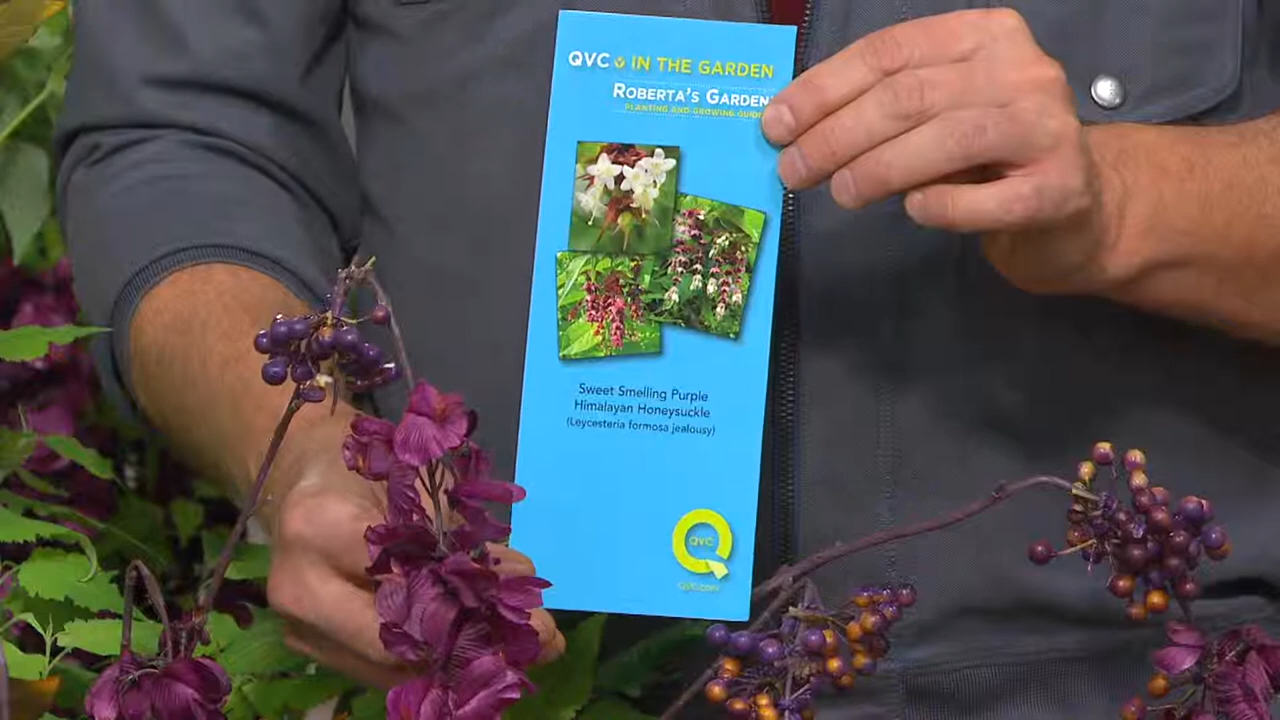 QVC IN THE GARDEN
ROBERTA'S GARDEN
PLANTING AND GROWING GUIDE
Sweet Smelling Purple
Himalayan Honeysuckle
(Leycesteria formosa jealousy)
QVC
QVC.com